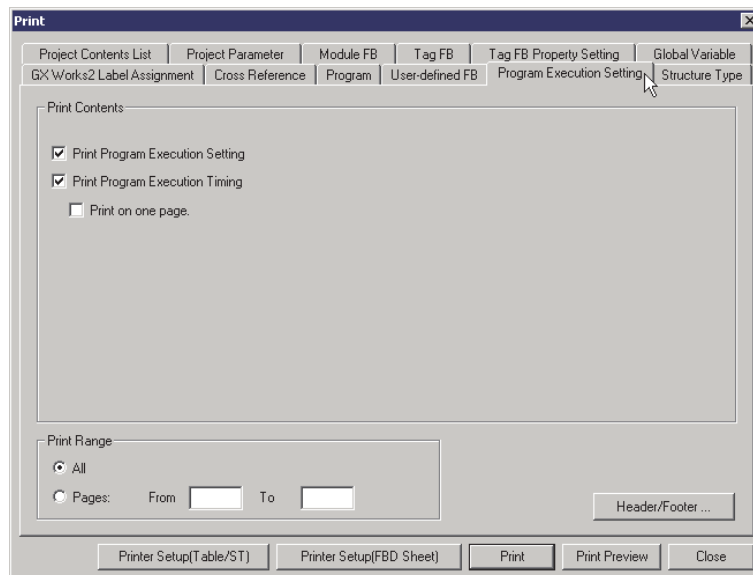 Print
Project Contents List Project Parameter Module FB Tag FB Tag FB Property Setting Global Variable
GX Works2 Label Assignment Cross Reference Program User-defined FB Program Execution Setting Structure Type
Print Contents
Print Program Execution Setting
Print Program Execution Timing
Print on one page.
Print Range
All
Pages: From To
Header/Footer ...
Printer Setup(Table/ST) Printer Setup(FBD Sheet) Print Print Preview Close